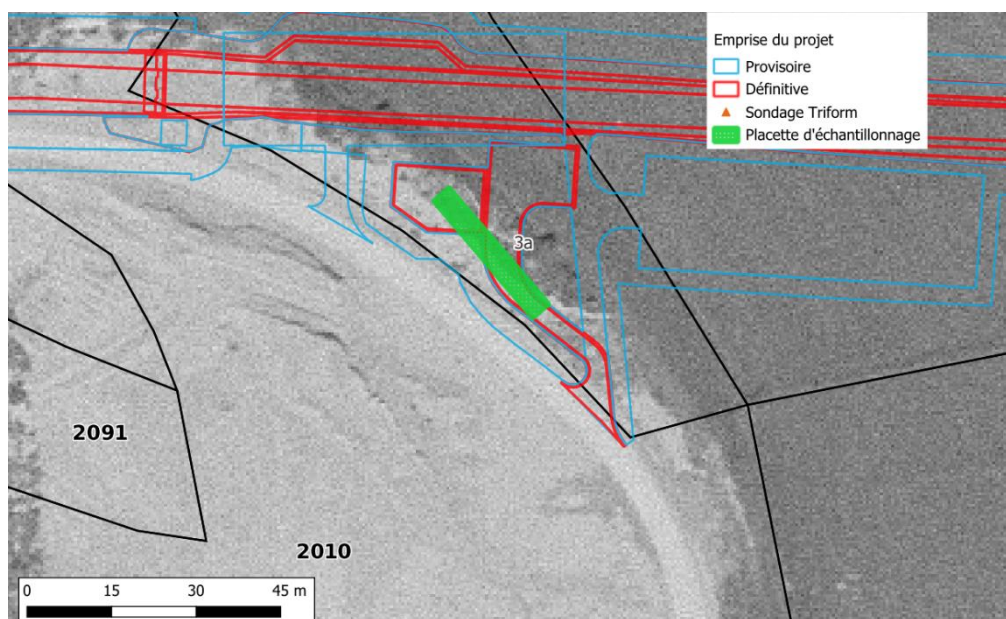 Emprise du projet
Provisoire
Définitive
Sondage Triform
Placette d'échantillonnage
3a
2091
2010
0 15 30 45 m